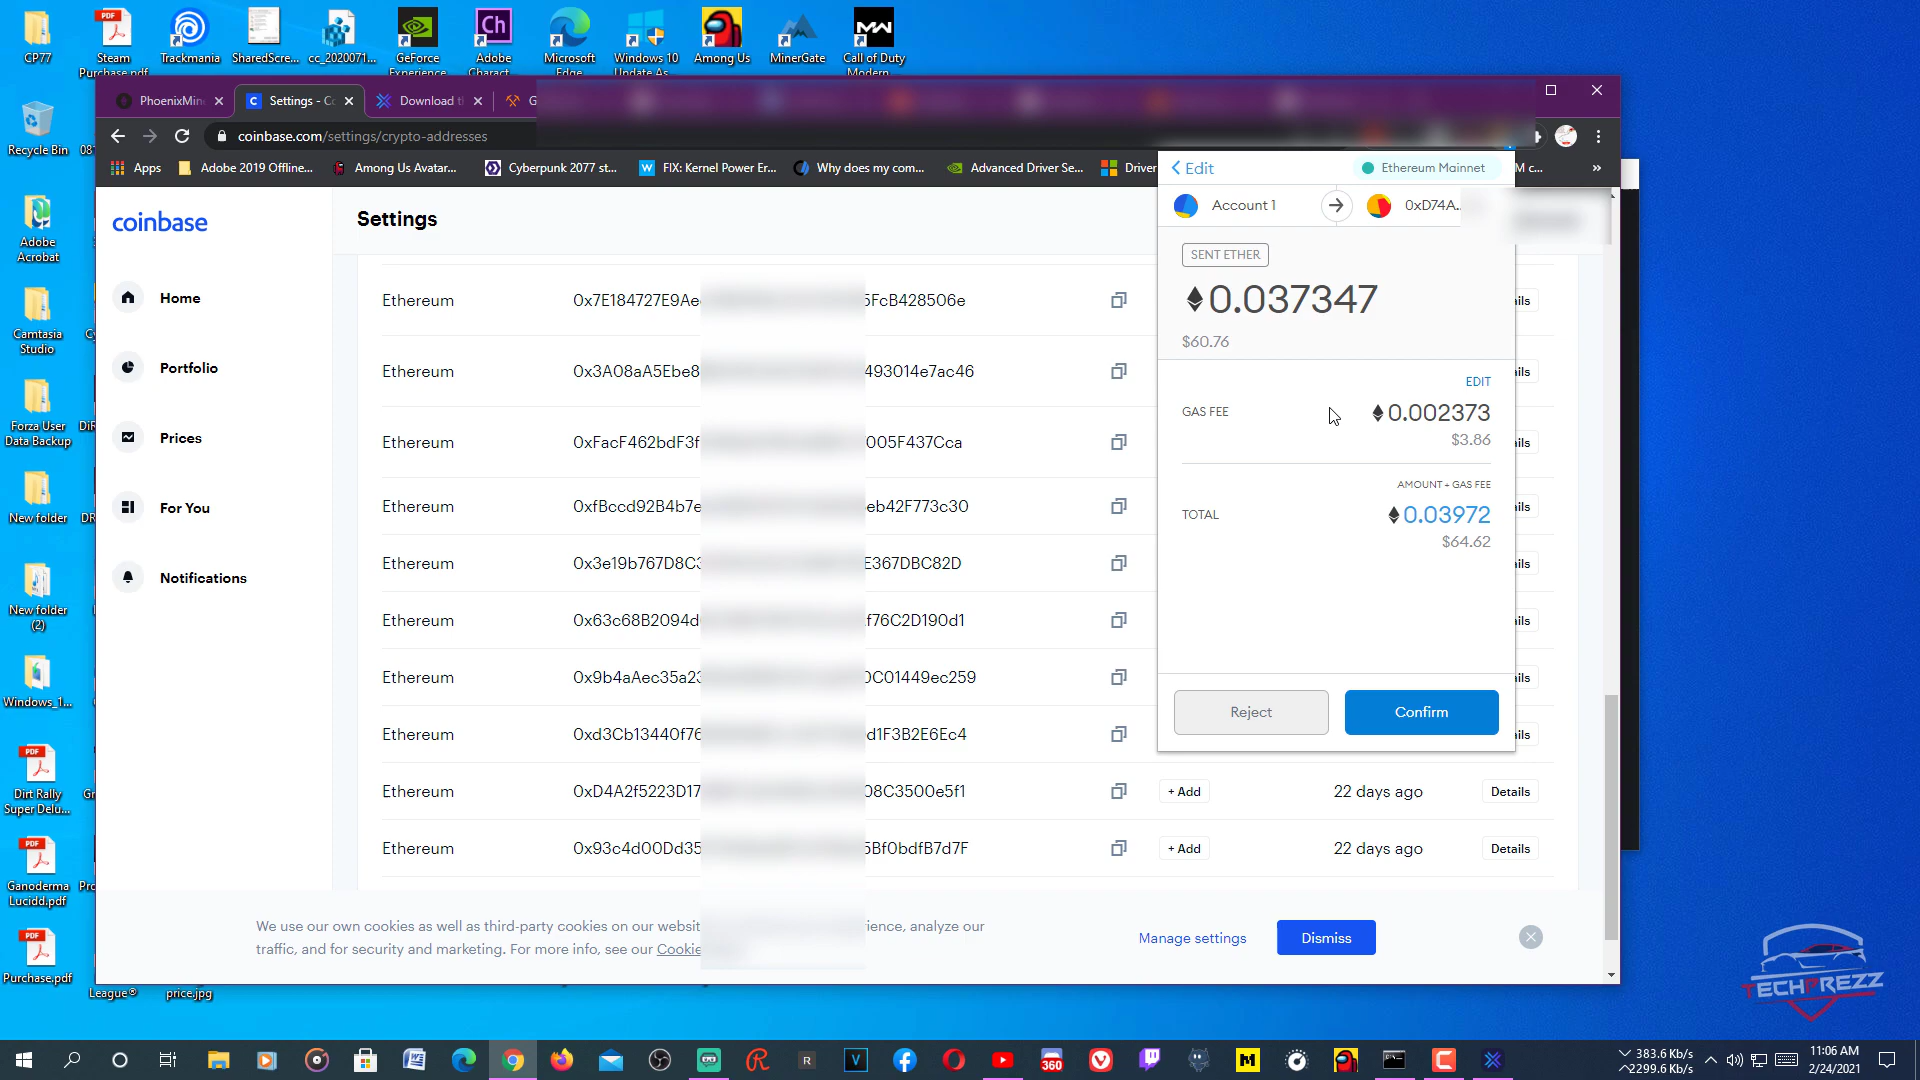 CP77
Steam
Purchase.pdf
Trackmania
SharedScre...
cc_2020071...
GeForce
Experience
Adobe
Charact...
Microsoft
Edge
Windows 10
Update As...
Among Us
MinerGate
Call of Duty
Modern...
Recycle Bin
Adobe
Acrobat
Camtasia
Studio
Forza User
Data Backup
New folder
New folder
(2)
Windows_1...
Dirt Rally
Super Delu...
Ganoderma
Lucidd.pdf
Purchase.pdf
League®
price.jpg
PhoenixMin
Settings - Co
Download t
G
coinbase.com/settings/crypto-addresses
Apps
Adobe 2019 Offline...
Among Us Avatar...
Cyberpunk 2077 st...
FIX: Kernel Power Er...
Why does my com...
Advanced Driver Se...
Driver
M c...
»
coinbase
Home
Portfolio
Prices
For You
Notifications
Settings
Ethereum 0x7E184727E9Ae 5FcB428506e
Ethereum 0x3A08aA5Ebe8 493014e7ac46
Ethereum 0xFacF462bdF3f 005F437Cca
Ethereum 0xfBccd92B4b7e eb42F773c30
Ethereum 0x3e19b767D8C3 E367DBC82D
Ethereum 0x63c68B2094d f76C2D190d1
Ethereum 0x9b4aAec35a23 0C01449ec259
Ethereum 0xd3Cb13440f76 d1F3B2E6Ec4
Ethereum 0xD4A2f5223D17 08C3500e5f1 + Add 22 days ago Details
Ethereum 0x93c4d00Dd35 5Bf0bdfB7d7F + Add 22 days ago Details
Edit
Ethereum Mainnet
Account 1
0xD74A..
SENT ETHER
0.037347
$60.76
EDIT
GAS FEE 0.002373
$3.86
AMOUNT + GAS FEE
TOTAL 0.03972
$64.62
Reject
Confirm
We use our own cookies as well as third-party cookies on our websit ience, analyze our
traffic, and for security and marketing. For more info, see our Cookie
Manage settings
Dismiss
TECHPREZZ
383.6 Kb/s
2299.6 Kb/s
11:06 AM
2/24/2021